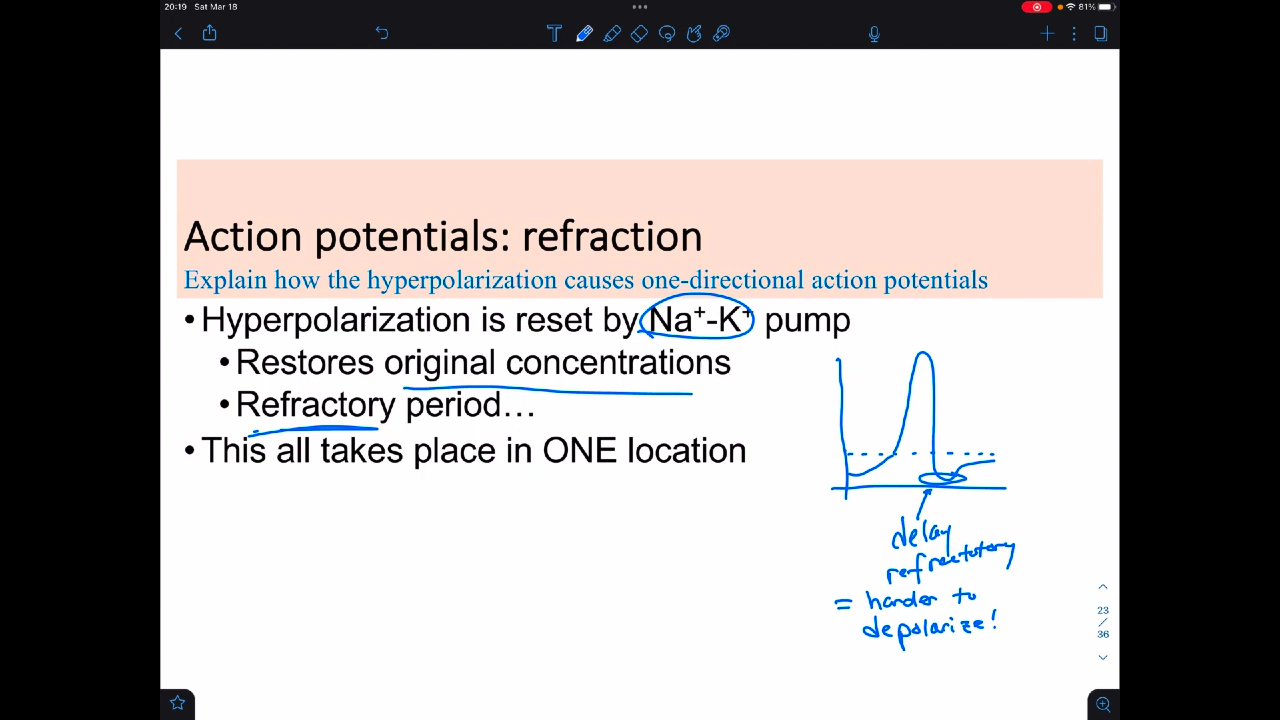 20:19 Sat Mar 18
81%
Action potentials: refraction
Explain how the hyperpolarization causes one-directional action potentials
• Hyperpolarization is reset by Na⁺-K⁺ pump
• Restores original concentrations
• Refractory period…
• This all takes place in ONE location
delay
refractotory
= harder to
depolarize!
23
/
36